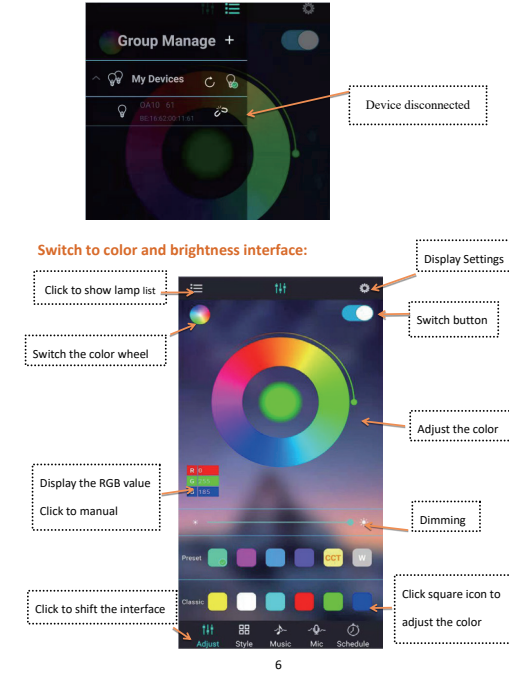 Group Manage +
My Devices
DA10 61
BE:16:62:00:11:61
Device disconnected
Switch to color and brightness interface:
Display Settings
Click to show lamp list
Switch button
Switch the color wheel
Adjust the color
R 0
G 255
B 185
Display the RGB value
Click to manual
Dimming
Preset
CCT
W
Click square icon to
adjust the color
Classic
Click to shift the interface
Adjust Style Music Mic Schedule
6